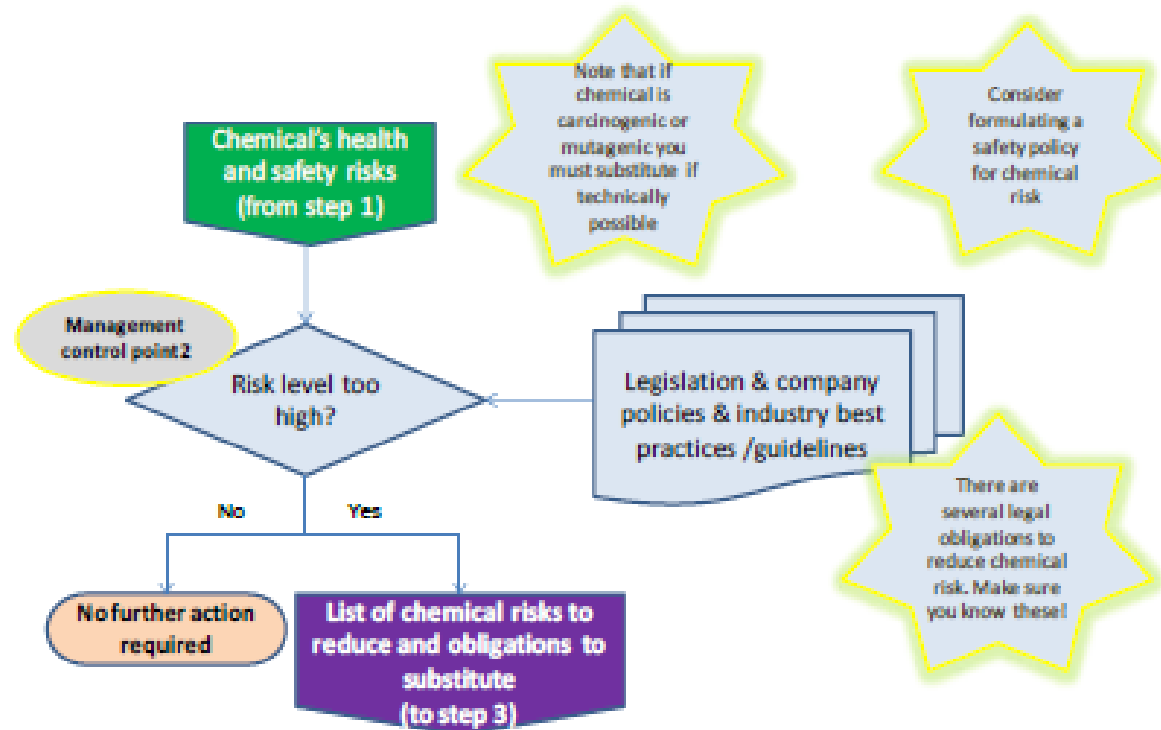 Note that if
chemical is
carcinogenic or
mutagenic you
must substitute if
technically
possible
Consider
formulating a
safety policy
for chemical
risk
Chemical's health
and safety risks
(from step 1)
Management
control point2
Risk level too
high?
Legislation & company
policies & industry best
practices /guidelines
There are
several legal
obligations to
reduce chemical
risk. Make sure
you know these!
No
Yes
No further action
required
List of chemical risks to
reduce and obligations to
substitute
(to step 3)